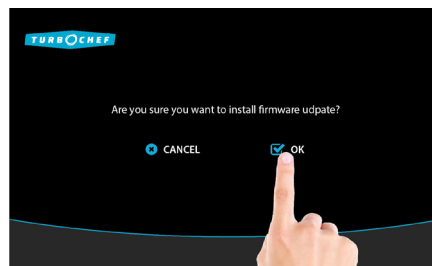 TURBOCHEF
Are you sure you want to install firmware udpate?
CANCEL OK